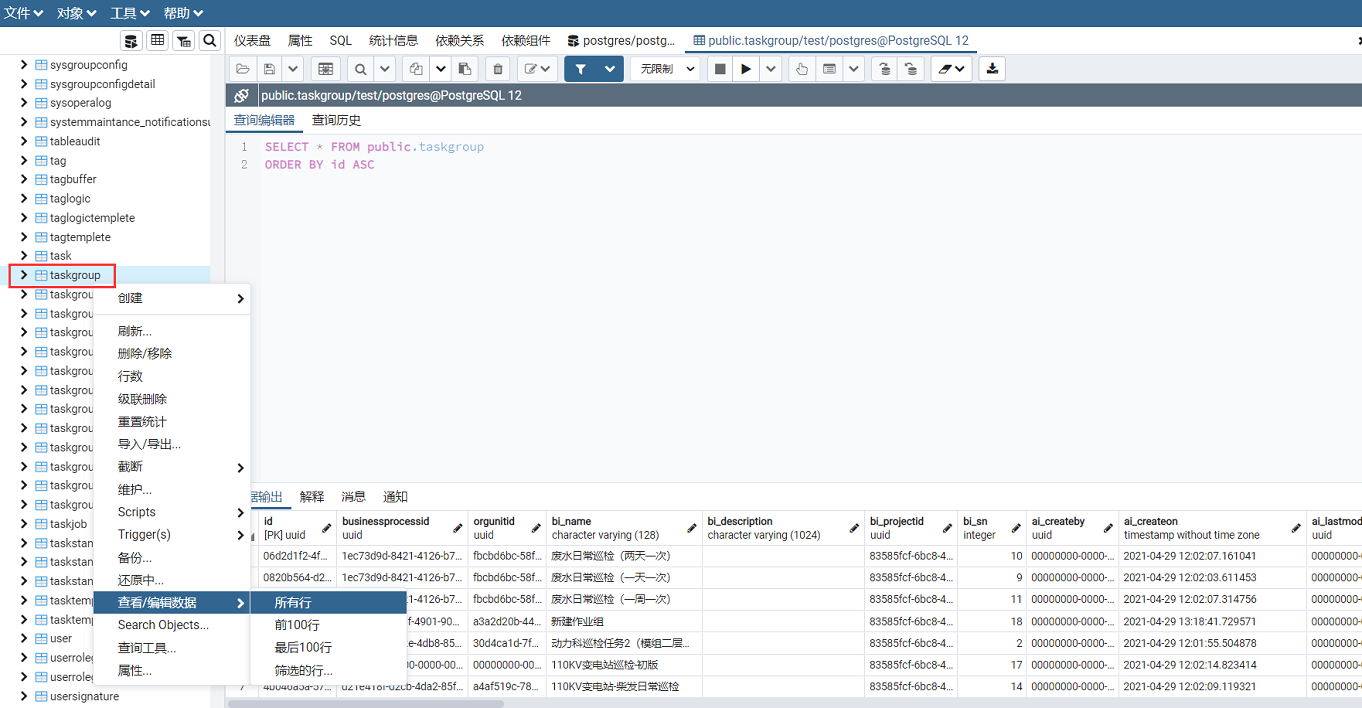 文件 对象 工具 帮助
仪表盘 属性 SQL 统计信息 依赖关系 依赖组件 postgres/postg... public.taskgroup/test/postgres@PostgreSQL 12
无限制
public.taskgroup/test/postgres@PostgreSQL 12
查询编辑器 查询历史
1 SELECT * FROM public.taskgroup
2 ORDER BY id ASC
sysgroupconfig
sysgroupconfigdetail
sysoperalog
systemmaintance_notificationsu
tableaudit
tag
tagbuffer
taglogic
taglogictemplete
tagtemplete
task
taskgroup
taskgrou
taskgrou
taskgrou
taskgrou
taskgrou
taskgrou
taskgrou
taskgrou
taskgrou
taskgrou
taskgrou
taskgrou
taskjob
taskstan
taskstan
taskstan
tasktemp
tasktemp
user
userroleg
userroleg
usersignature
创建
刷新...
删除/移除
行数
级联删除
重置统计
导入/导出...
截断
维护...
Scripts
Trigger(s)
备份...
还原中...
查看/编辑数据
Search Objects...
查询工具...
属性...
所有行
前100行
最后100行
筛选的行...
据输出 解释 消息 通知
id businessprocessid orgunitid bi_name bi_description bi_projectid bi_sn ai_createby ai_createon ai_lastmod
[PK] uuid uuid uuid character varying (128) character varying (1024) uuid integer uuid timestamp without time zone uuid
06d2d1f2-4f... 1ec73d9d-8421-4126-b7... fbcbd6bc-58f... 废水日常巡检（两天一次） 83585fcf-6bc8-4... 10 00000000-0000-... 2021-04-29 12:02:07.161041 00000000-0
0820b564-d2... 1ec73d9d-8421-4126-b7... fbcbd6bc-58f... 废水日常巡检（一天一次） 83585fcf-6bc8-4... 9 00000000-0000-... 2021-04-29 12:02:03.611453 00000000-0
-8421-4126-b7... fbcbd6bc-58f... 废水日常巡检（一周一次） 83585fcf-6bc8-4... 11 00000000-0000-... 2021-04-29 12:02:07.314756 00000000-0
f-4901-90... a3a2d20b-44... 新建作业组 83585fcf-6bc8-4... 18 00000000-0000-... 2021-04-29 13:18:41.729571 00000000-0
e-4db8-85... 30d4ca1d-7f... 动力科巡检任务2（模组二层... 83585fcf-6bc8-4... 2 00000000-0000-... 2021-04-29 12:01:55.504878 00000000-0
00-0000-00... 00000000-00... 110KV变电站巡检-初版 83585fcf-6bc8-4... 17 00000000-0000-... 2021-04-29 12:02:14.823414 00000000-0
7 4b046a5a-57... d21e418f-d2cb-4da2-85f... a4af519c-78... 110KV变电站-柴发日常巡检 83585fcf-6bc8-4... 14 00000000-0000-... 2021-04-29 12:02:09.119321 00000000-0